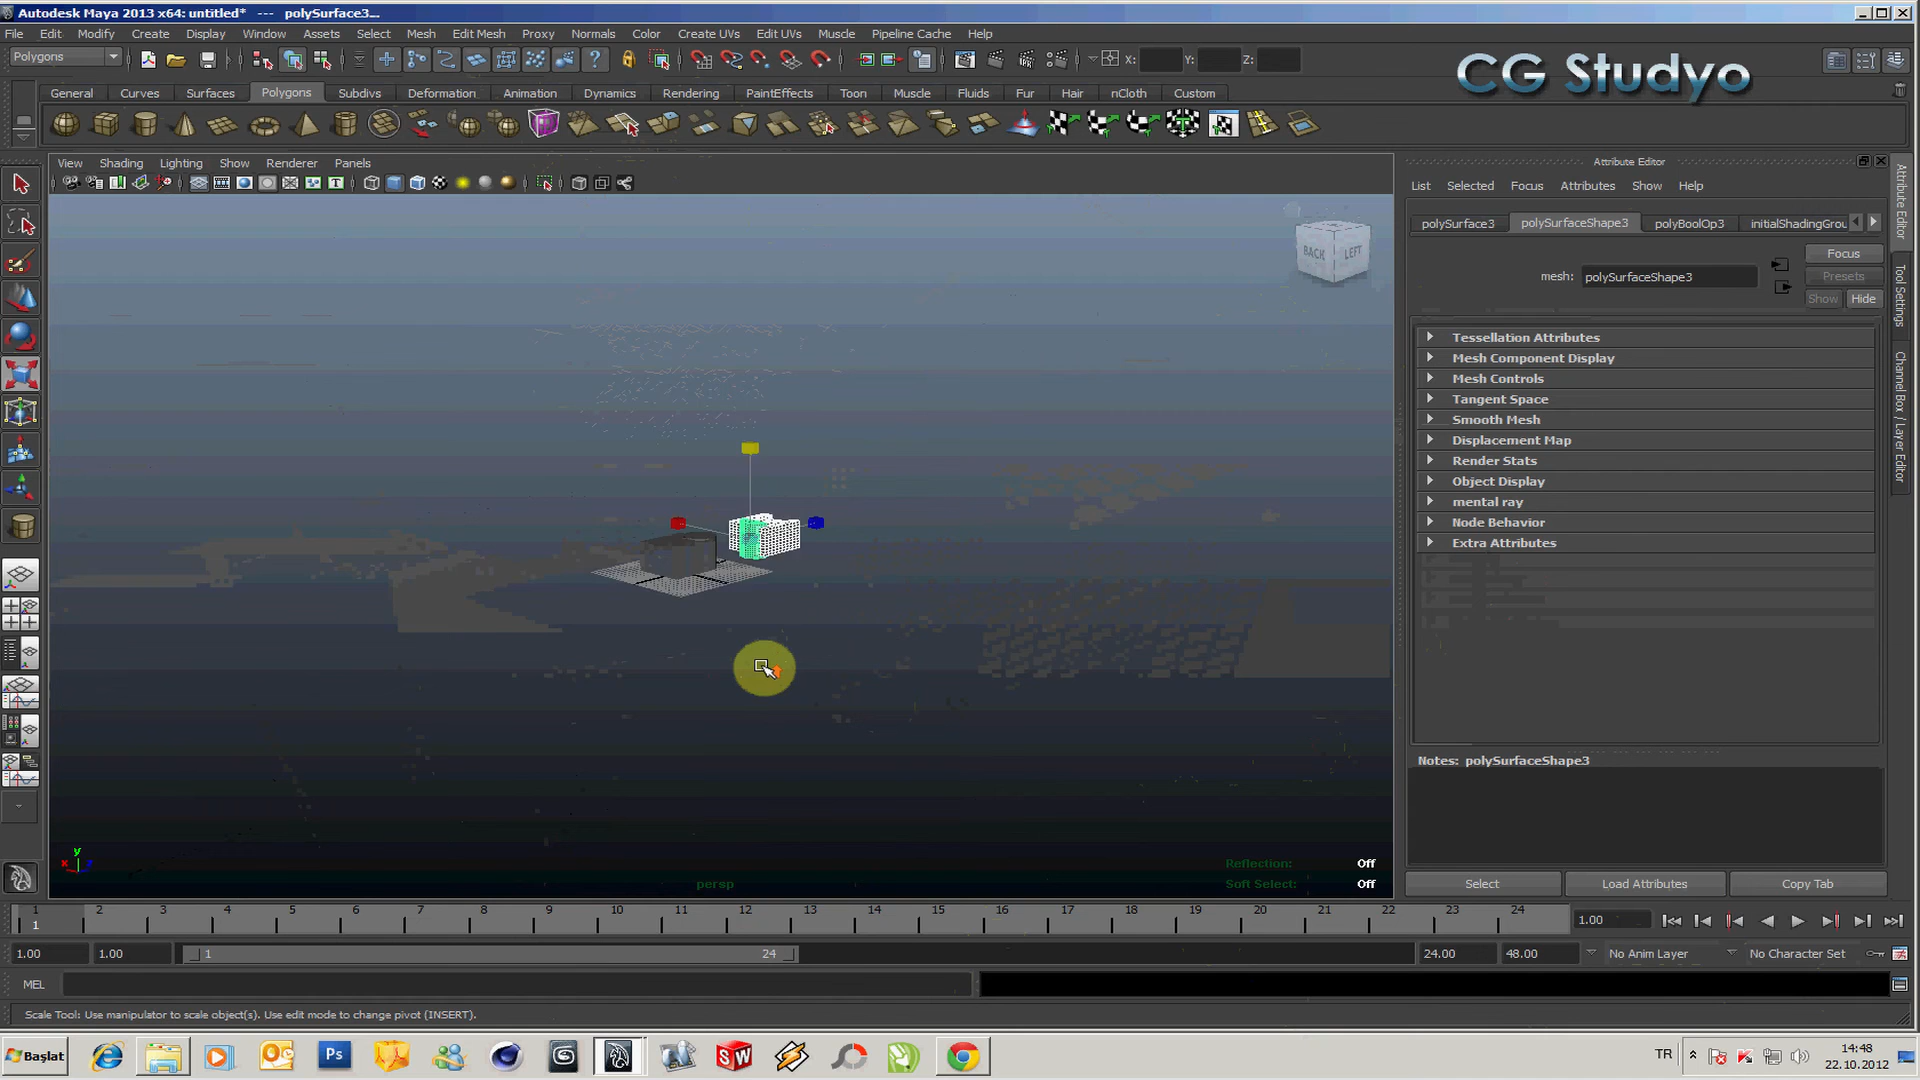 Autodesk Maya 2013 x64: untitled*   ---   polySurface3...
File Edit Modify Create Display Window Assets Select Mesh Edit Mesh Proxy Normals Color Create UVs Edit UVs Muscle Pipeline Cache Help
Polygons X: Y: Z:
CG Studyo
General Curves Surfaces Polygons Subdivs Deformation Animation Dynamics Rendering PaintEffects Toon Muscle Fluids Fur Hair nCloth Custom
View Shading Lighting Show Renderer Panels
Attribute Editor
List Selected Focus Attributes Show Help
polySurface3 polySurfaceShape3 polyBoolOp3 initialShadingGrou
Focus
mesh: polySurfaceShape3
Presets
Show Hide
BACK LEFT
Tessellation Attributes
Mesh Component Display
Mesh Controls
Tangent Space
Smooth Mesh
Displacement Map
Render Stats
Object Display
mental ray
Node Behavior
Extra Attributes
Attribute Editor
Tool Settings
Channel Box / Layer Editor
Notes: polySurfaceShape3
y
x
Reflection: Off
Soft Select: Off
persp
Select Load Attributes Copy Tab
1 2 3 4 5 6 7 8 9 10 11 12 13 14 15 16 17 18 19 20 21 22 23 24
1
1.00
1.00 1.00 1 24 24.00 48.00 No Anim Layer No Character Set
MEL
Scale Tool: Use manipulator to scale object(s). Use edit mode to change pivot (INSERT).
Başlat Ps SW TR 14:48
22.10.2012